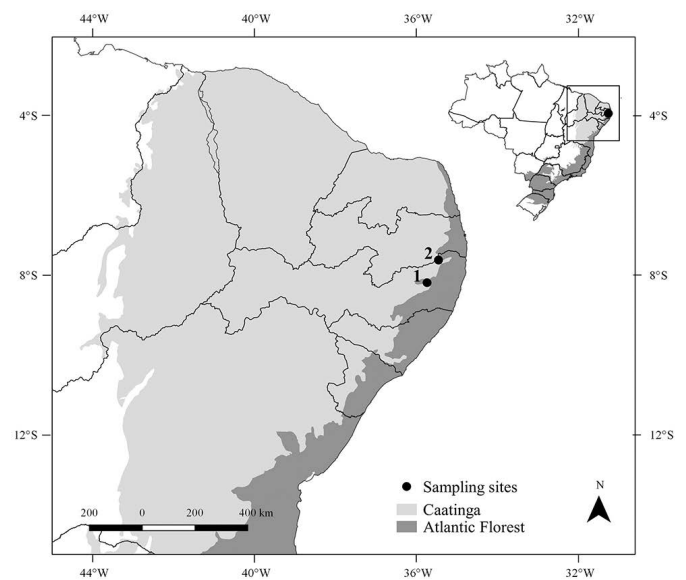 44°W 40°W 36°W 32°W
4°S 4°S
2
1
8°S 8°S
12°S 12°S
Sampling sites
N
Caatinga
Atlantic Florest
200 0 200 400 km
44°W 40°W 36°W 32°W